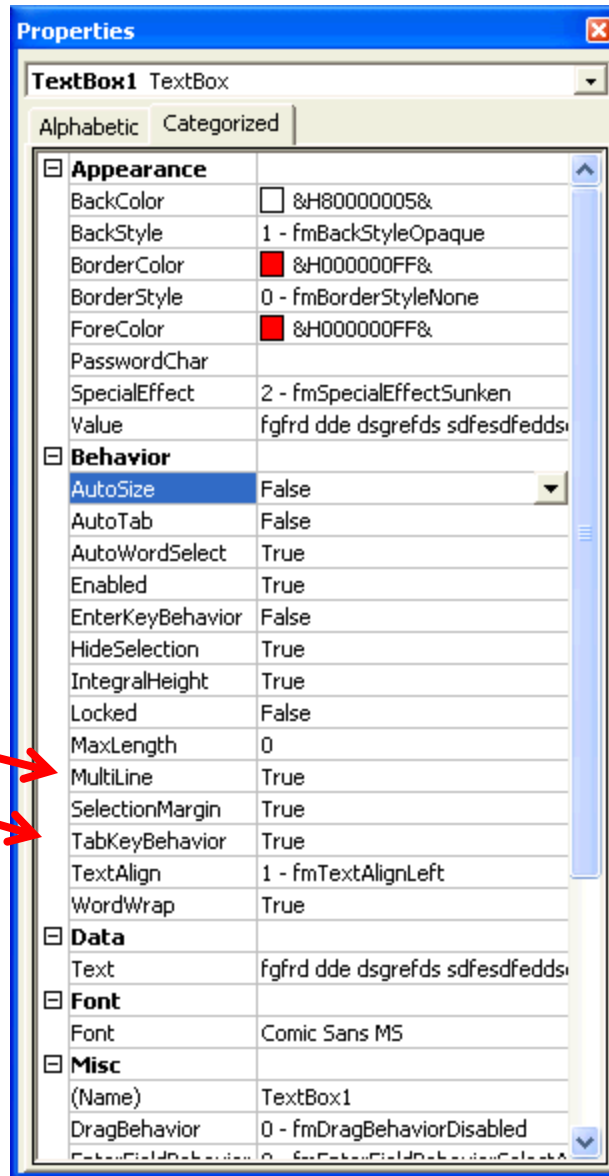 Properties
TextBox1 TextBox
Alphabetic Categorized
Appearance
BackColor &H80000005&
BackStyle 1 - fmBackStyleOpaque
BorderColor &H000000FF&
BorderStyle 0 - fmBorderStyleNone
ForeColor &H000000FF&
PasswordChar
SpecialEffect 2 - fmSpecialEffectSunken
Value fgfrd dde dsgrefds sdfesdfedds
Behavior
AutoSize False
AutoTab False
AutoWordSelect True
Enabled True
EnterKeyBehavior False
HideSelection True
IntegralHeight True
Locked False
MaxLength 0
MultiLine True
SelectionMargin True
TabKeyBehavior True
TextAlign 1 - fmTextAlignLeft
WordWrap True
Data
Text fgfrd dde dsgrefds sdfesdfedds
Font
Font Comic Sans MS
Misc
(Name) TextBox1
DragBehavior 0 - fmDragBehaviorDisabled